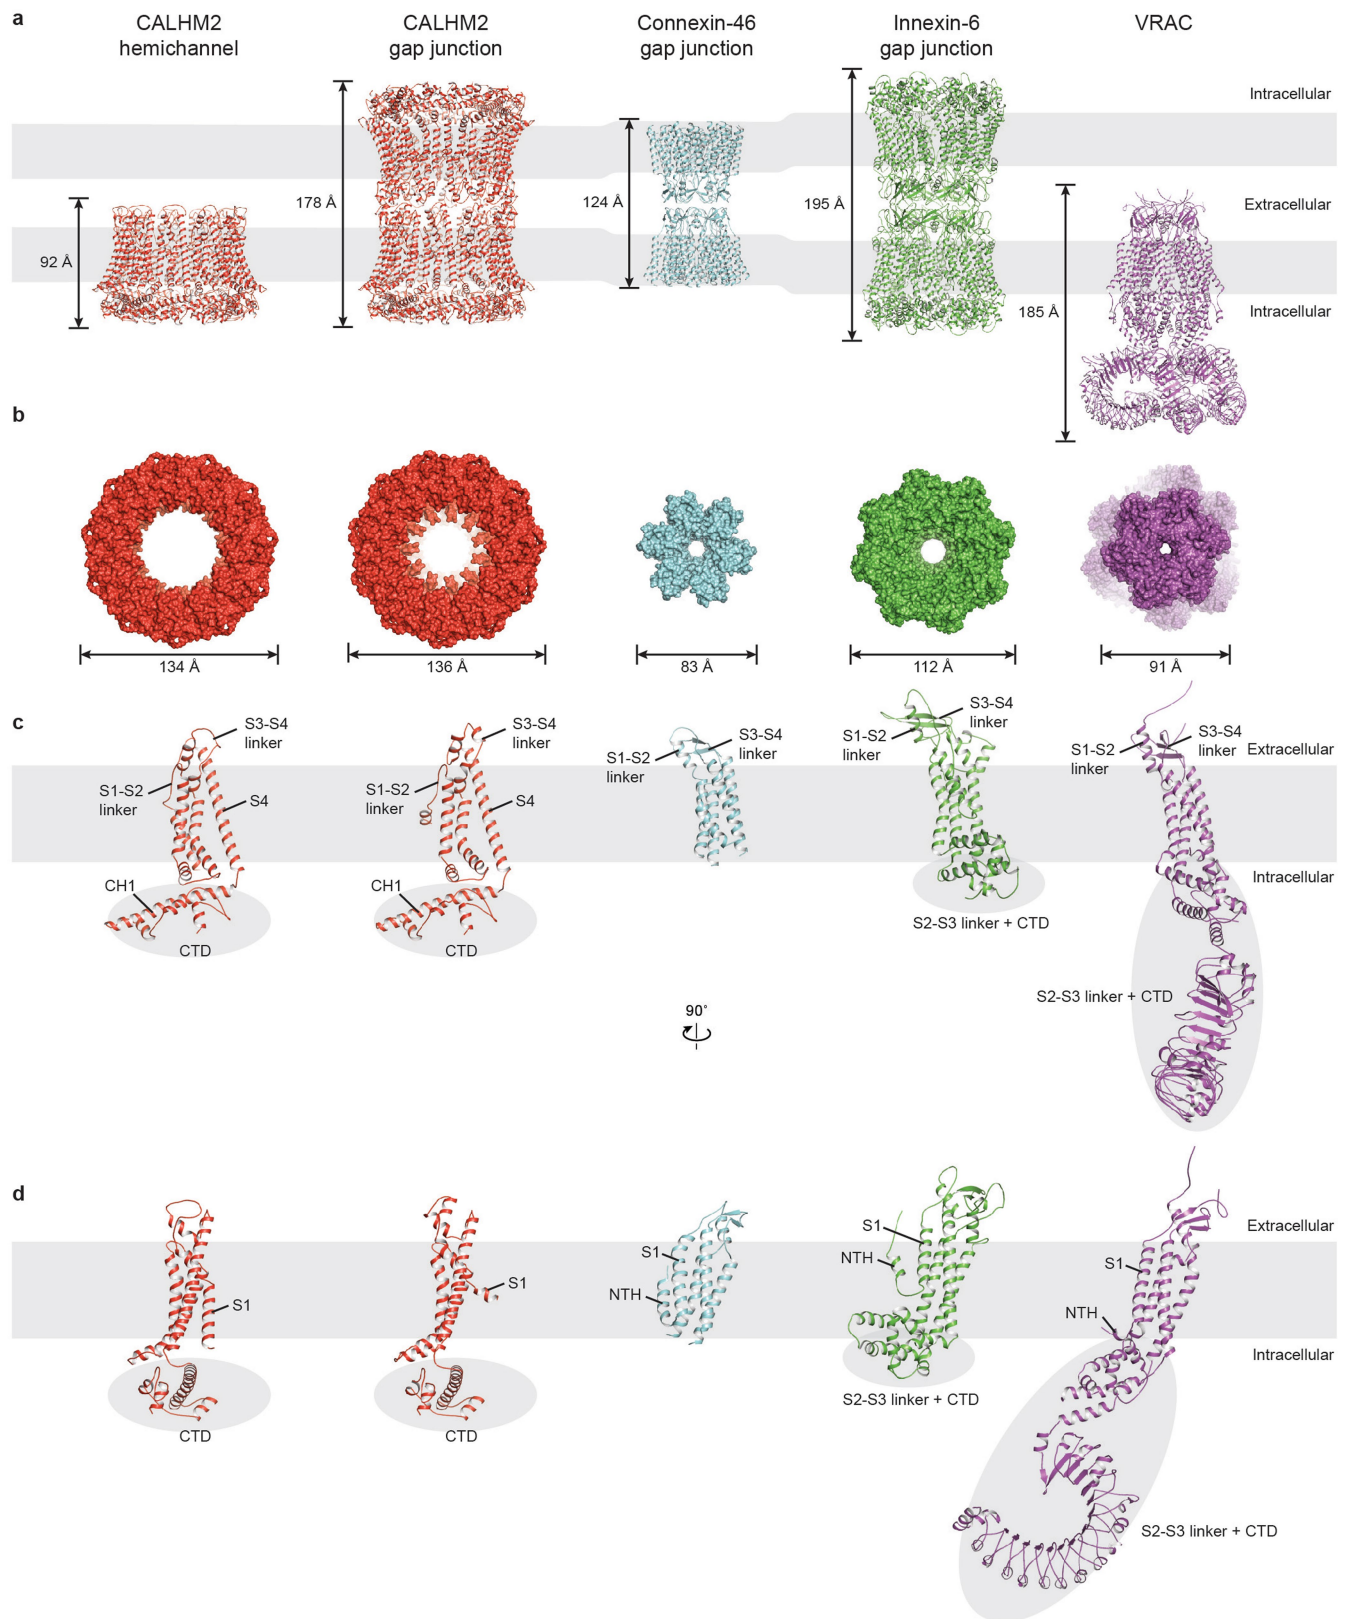 a
CALHM2
hemichannel
CALHM2
gap junction
Connexin-46
gap junction
Innexin-6
gap junction
VRAC
Intracellular
178 Å
124 Å
195 Å
Extracellular
92 Å
185 Å
Intracellular
b
134 Å
136 Å
83 Å
112 Å
91 Å
c
S3-S4
linker
S1-S2
linker
S4
CH1
CTD
S3-S4
linker
S1-S2
linker
S4
CH1
CTD
S1-S2
linker
S3-S4
linker
S3-S4
linker
S1-S2
linker
S2-S3 linker + CTD
S1-S2
linker
S3-S4
linker
Extracellular
Intracellular
S2-S3 linker + CTD
90°
d
S1
CTD
S1
CTD
S1
NTH
S1
NTH
S2-S3 linker + CTD
S1
NTH
Extracellular
Intracellular
S2-S3 linker + CTD